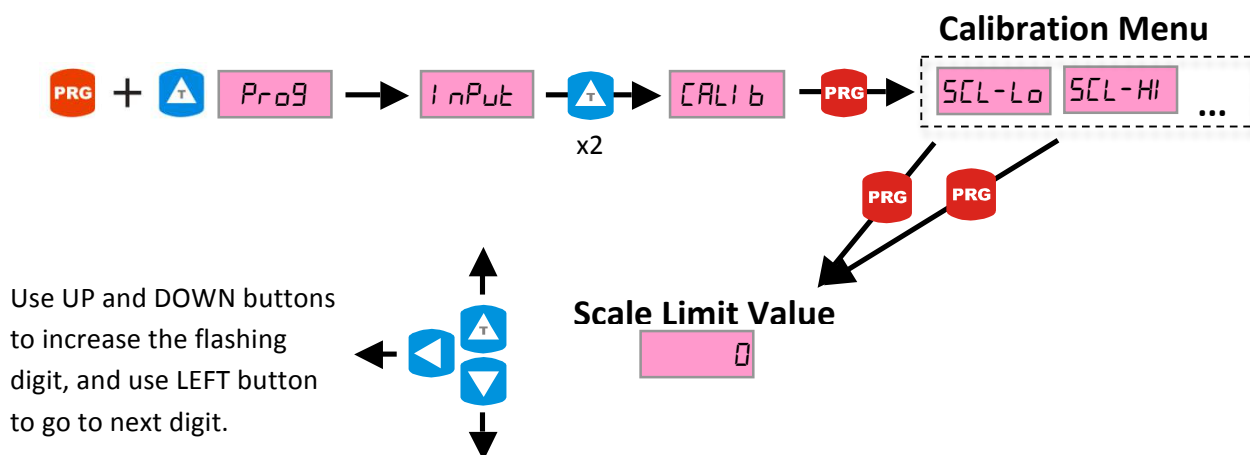 Calibration Menu
PRG + T Prog InPut T CALIb PRG SCL-Lo SCL-HI ...
x2
PRG PRG
Use UP and DOWN buttons
to increase the flashing
digit, and use LEFT button
to go to next digit.
T
Scale Limit Value
0